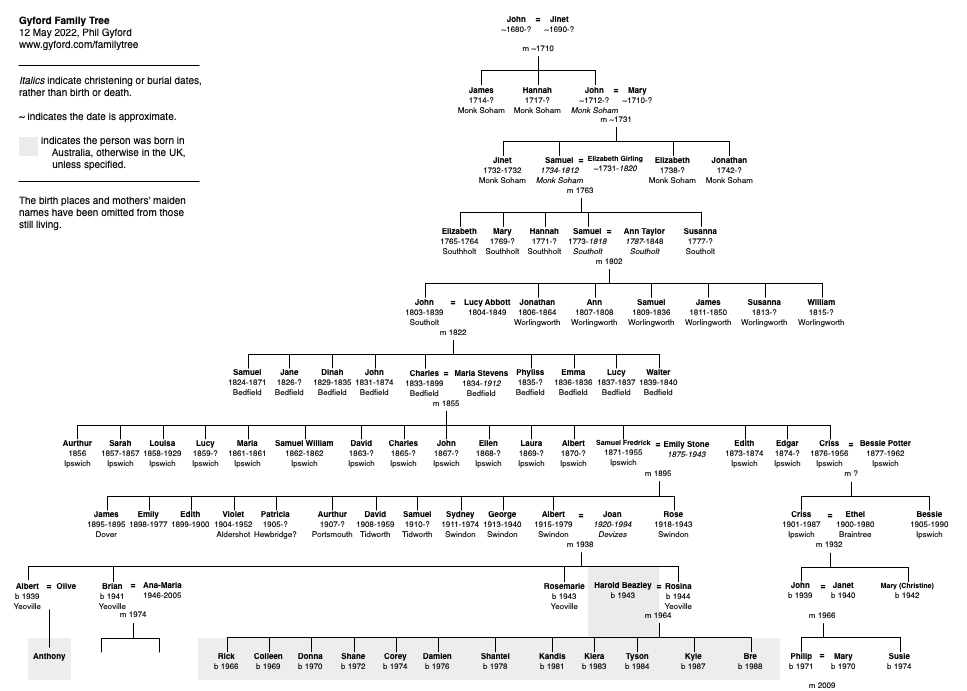 Gyford Family Tree
12 May 2022, Phil Gyford
www.gyford.com/familytree
Italics indicate christening or burial dates,
rather than birth or death.
~ indicates the date is approximate.
indicates the person was born in
Australia, otherwise in the UK,
unless specified.
The birth places and mothers' maiden
names have been omitted from those
still living.
John = Jinet
~1680-? ~1690-?
m ~1710
James Hannah John = Mary
1714-? 1717-? ~1712-? ~1710-?
Monk Soham Monk Soham Monk Soham
m ~1731
Jinet Samuel = Elizabeth Girling Elizabeth Jonathan
1732-1732 1734-1812 ~1731-1820 1738-? 1742-?
Monk Soham Monk Soham Monk Soham Monk Soham
m 1763
Elizabeth Mary Hannah Samuel = Ann Taylor Susanna
1765-1764 1769-? 1771-? 1773-1818 1787-1848 1777-?
Southholt Southholt Southholt Southolt Southolt Southolt
m 1802
John = Lucy Abbott Jonathan Ann Samuel James Susanna William
1803-1839 1804-1849 1806-1864 1807-1808 1809-1836 1811-1850 1813-? 1815-?
Southolt Worlingworth Worlingworth Worlingworth Worlingworth Worlingworth Worlingworth
m 1822
Samuel Jane Dinah John Charles = Maria Stevens Phyliss Emma Lucy Walter
1824-1871 1826-? 1829-1835 1831-1874 1833-1899 1834-1912 1835-? 1836-1836 1837-1837 1839-1840
Bedfield Bedfield Bedfield Bedfield Bedfield Bedfield Bedfield Bedfield Bedfield Bedfield
m 1855
Aurthur Sarah Louisa Lucy Maria Samuel William David Charles John Ellen Laura Albert Samuel Fredrick = Emily Stone Edith Edgar Criss = Bessie Potter
1856 1857-1857 1858-1929 1859-? 1861-1861 1862-1862 1863-? 1865-? 1867-? 1868-? 1869-? 1870-? 1871-1955 1875-1943 1873-1874 1874-? 1876-1956 1877-1962
Ipswich Ipswich Ipswich Ipswich Ipswich Ipswich Ipswich Ipswich Ipswich Ipswich Ipswich Ipswich Ipswich Ipswich Ipswich Ipswich Ipswich
m 1895 m ?
James Emily Edith Violet Patricia Aurthur David Samuel Sydney George Albert = Joan Rose Criss = Ethel Bessie
1895-1895 1898-1977 1899-1900 1904-1952 1905-? 1907-? 1908-1959 1910-? 1911-1974 1913-1940 1915-1979 1920-1994 1918-1943 1901-1987 1900-1980 1905-1990
Dover Aldershot Hewbridge? Portsmouth Tidworth Tidworth Swindon Swindon Swindon Devizes Swindon Ipswich Braintree Ipswich
m 1938 m 1932
Albert = Olive Brian = Ana-Maria Rosemarie Harold Beazley = Rosina John = Janet Mary (Christine)
b 1939 b 1941 1946-2005 b 1943 b 1943 b 1944 b 1939 b 1940 b 1942
Yeoville Yeoville Yeoville Yeoville
m 1974 m 1964 m 1966
Anthony Rick Colleen Donna Shane Corey Damien Shantel Kandis Kiera Tyson Kyle Bre Philip = Mary Susie
b 1966 b 1969 b 1970 b 1972 b 1974 b 1976 b 1978 b 1981 b 1983 b 1984 b 1987 b 1988 b 1971 b 1970 b 1974
m 2009